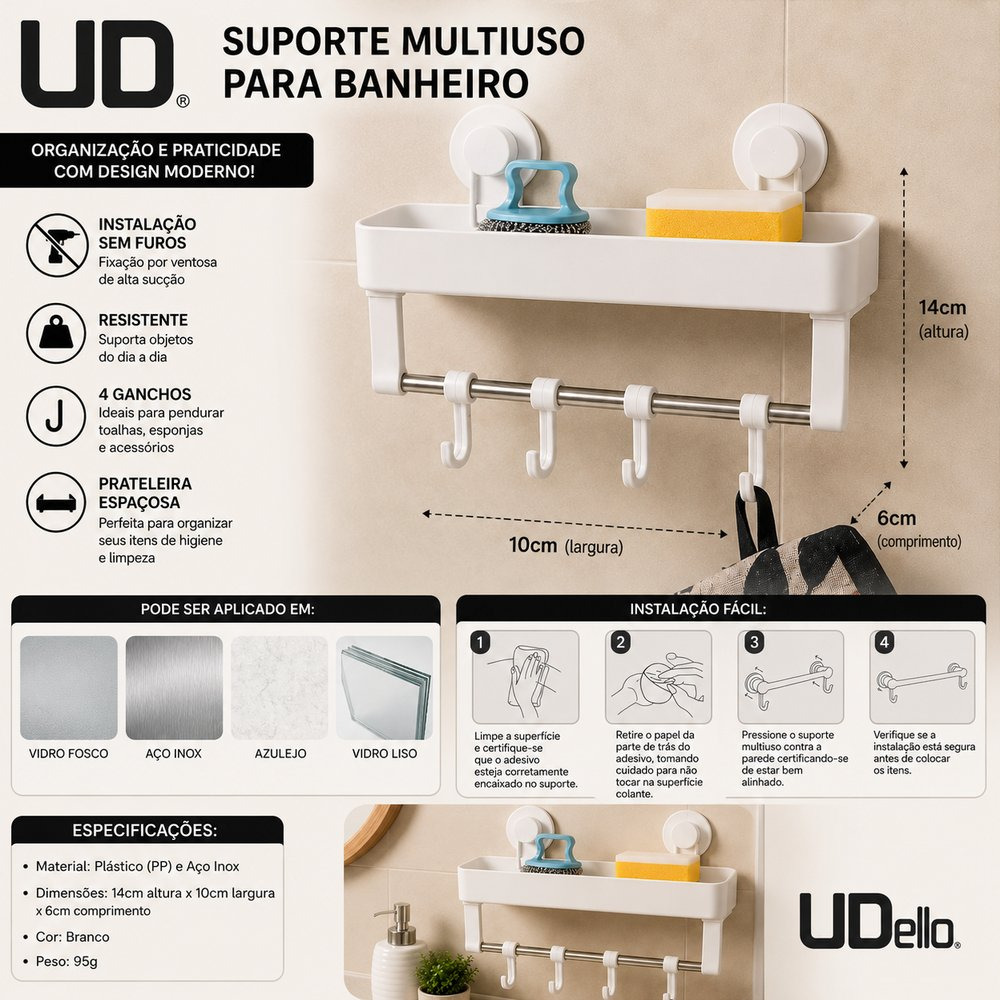 UD®
SUPORTE MULTIUSO
PARA BANHEIRO
ORGANIZAÇÃO E PRATICIDADE
COM DESIGN MODERNO!
INSTALAÇÃO
SEM FUROS
Fixação por ventosa
de alta sucção
RESISTENTE
Suporta objetos
do dia a dia
4 GANCHOS
Ideais para pendurar
toalhas, esponjas
e acessórios
PRATELEIRA
ESPAÇOSA
Perfeita para organizar
seus itens de higiene
e limpeza
14cm
(altura)
10cm (largura)
6cm
(comprimento)
PODE SER APLICADO EM:
VIDRO FOSCO
AÇO INOX
AZULEJO
VIDRO LISO
INSTALAÇÃO FÁCIL:
1
Limpe a superfície
e certifique-se
que o adesivo
esteja corretamente
encaixado no suporte.
2
Retire o papel da
parte de trás do
adesivo, tomando
cuidado para não
tocar na superfície
colante.
3
Pressione o suporte
multiuso contra a
parede certificando-se
de estar bem
alinhado.
4
Verifique se a
instalação está segura
antes de colocar
os itens.
ESPECIFICAÇÕES:
• Material: Plástico (PP) e Aço Inox
• Dimensões: 14cm altura x 10cm largura
x 6cm comprimento
• Cor: Branco
• Peso: 95g
UDello®